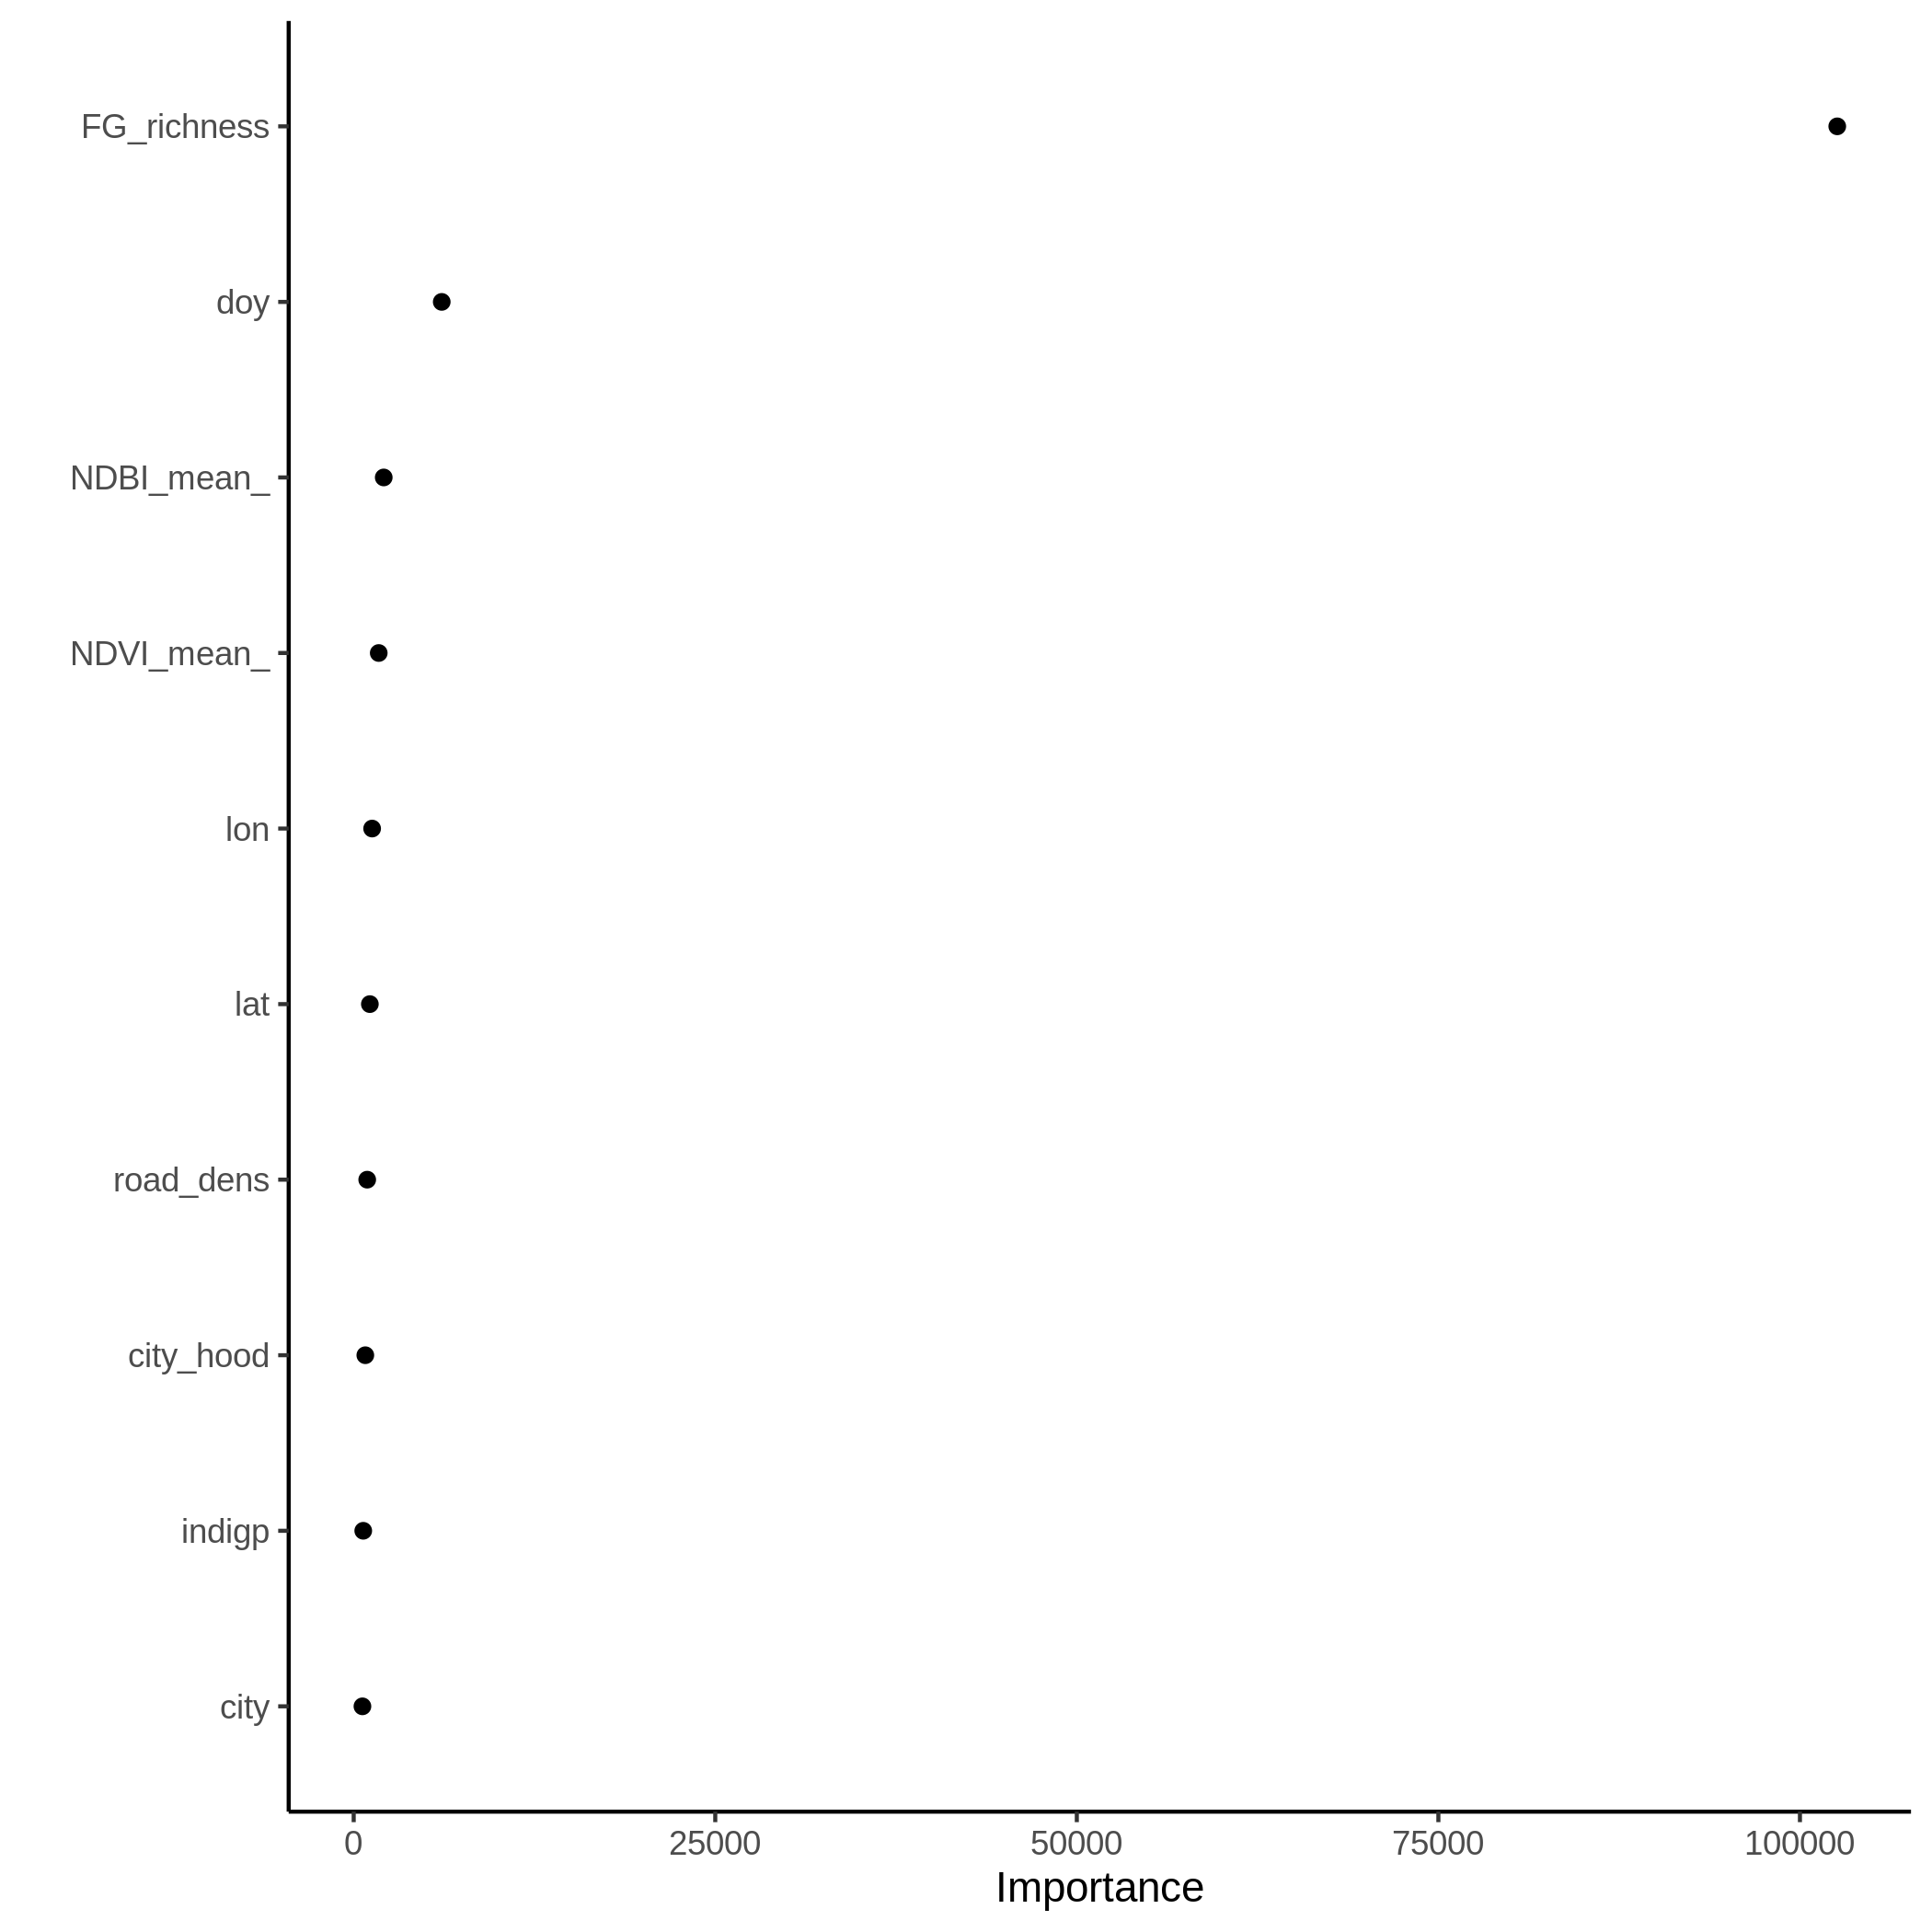 FG_richness
doy
NDBI_mean_
NDVI_mean_
lon
lat
road_dens
city_hood
indigp
city
0 25000 50000 75000 100000
Importance